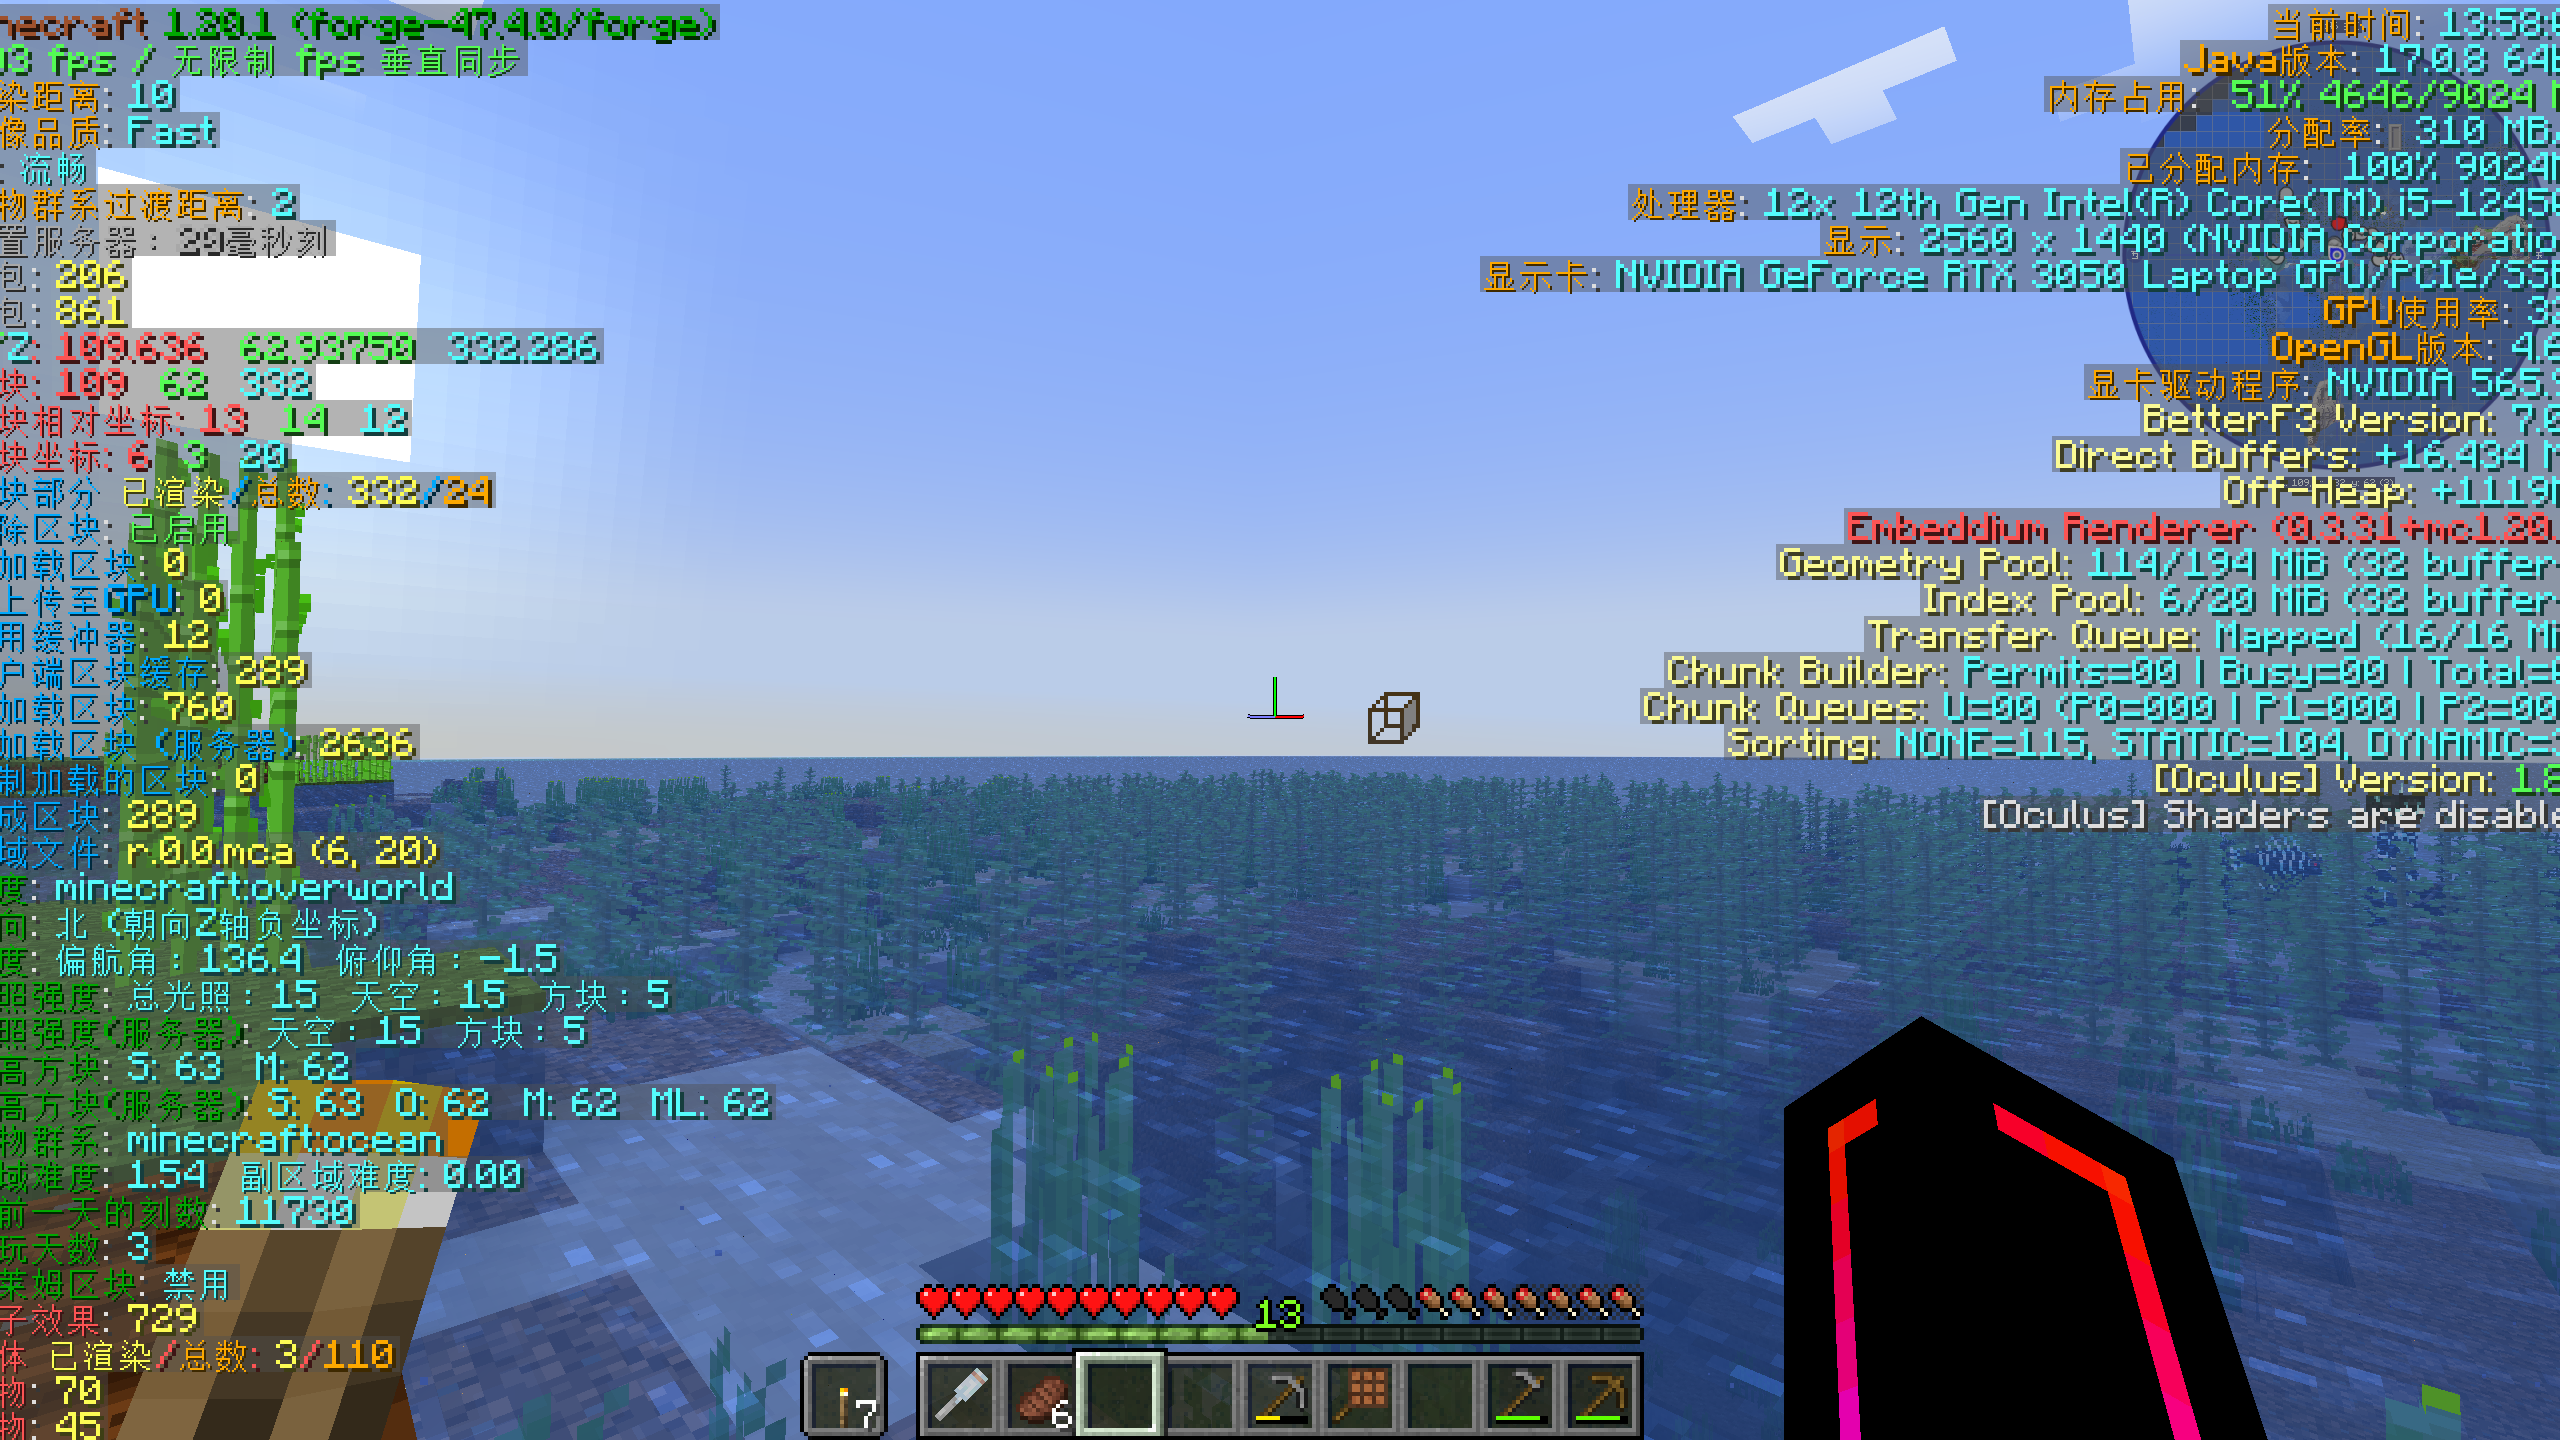 necraft 1.20.1 (forge-47.4.0/forge)
93 fps / 无限制 fps 垂直同步
染距离: 10
像品质: Fast
: 流畅
物群系过渡距离: 2
置服务器: 29毫秒刻
包: 206
包: 861
Z: 109.636 62.93750 332.286
块: 109 62 332
块相对坐标: 13 14 12
块坐标: 6 3 20
块部分 已渲染/总数: 332/24
除区块: 已启用
加载区块: 0
上传至GPU: 0
用缓冲器: 12
户端区块缓存: 289
加载区块: 760
加载区块 (服务器): 2636
制加载的区块: 0
成区块: 289
域文件: r.0.0.mca (6, 20)
度: minecraft:overworld
向: 北 (朝向Z轴负坐标)
度: 偏航角: 136.4 俯仰角: -1.5
照强度: 总光照: 15 天空: 15 方块: 5
照强度(服务器): 天空: 15 方块: 5
高方块: S: 63 M: 62
高方块(服务器): S: 63 O: 62 M: 62 ML: 62
物群系: minecraft:ocean
域难度: 1.54 副区域难度: 0.00
前一天的刻数: 11730
玩天数: 3
莱姆区块: 禁用
子效果: 729
体 已渲染/总数: 3/110
物: 70
物: 45
当前时间: 13:58:
Java版本: 17.0.8 64
内存占用: 51% 4646/9024
分配率: 310 MB
已分配内存: 100% 9024
处理器: 12x 12th Gen Intel(R) Core(TM) i5-1245
显示: 2560 x 1440 (NVIDIA Corporatio
显示卡: NVIDIA GeForce RTX 3050 Laptop GPU/PCIe/SS
GPU使用率: 3
OpenGL版本: 4.6
显卡驱动程序: NVIDIA 565.
BetterF3 Version: 7.0
Direct Buffers: +16.434
Off-Heap: +1119
Embeddium Renderer (0.3.31+mc1.20.
Geometry Pool: 114/194 MiB (32 buffer
Index Pool: 6/20 MiB (32 buffer
Transfer Queue: Mapped (16/16 M
Chunk Builder: Permits=00 | Busy=00 | Total=
Chunk Queues: U=00 (P0=000 | P1=000 | P2=00
Sorting: NONE=115, STATIC=104, DYNAMIC=
[Oculus] Version: 1.8
[Oculus] Shaders are disable
13
7
6